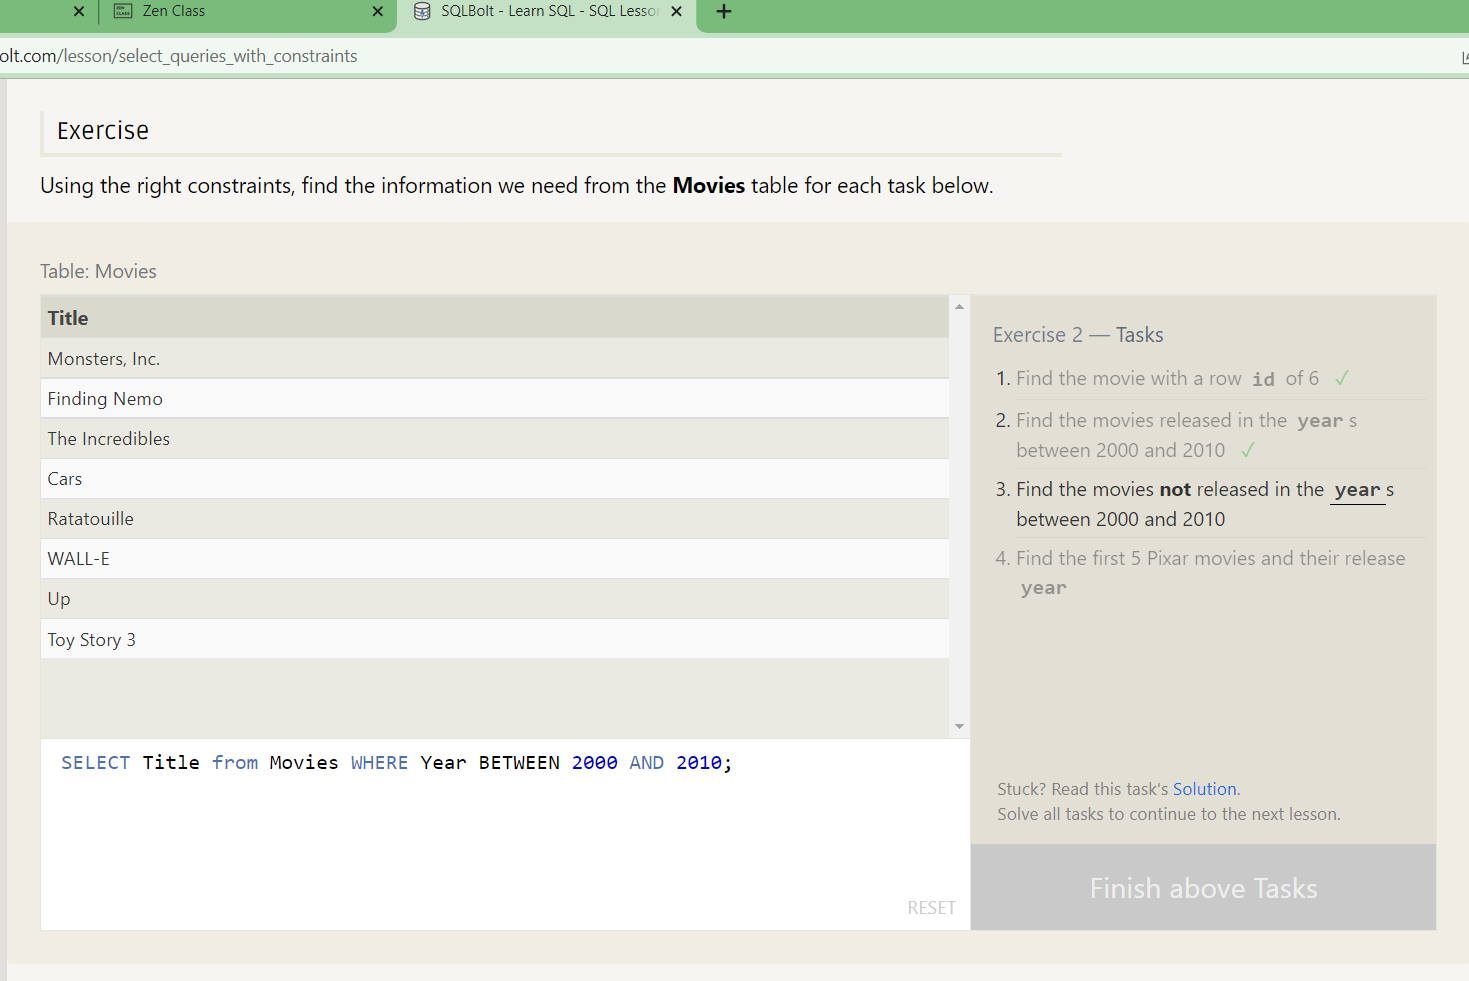 Zen Class
SQLBolt - Learn SQL - SQL Lesso
olt.com/lesson/select_queries_with_constraints
Exercise
Using the right constraints, find the information we need from the Movies table for each task below.
Table: Movies
Title
Monsters, Inc.
Finding Nemo
The Incredibles
Cars
Ratatouille
WALL-E
Up
Toy Story 3
SELECT Title from Movies WHERE Year BETWEEN 2000 AND 2010;
RESET
Exercise 2 — Tasks
1. Find the movie with a row id of 6 ✓
2. Find the movies released in the year s
between 2000 and 2010 ✓
3. Find the movies not released in the year s
between 2000 and 2010
4. Find the first 5 Pixar movies and their release
year
Stuck? Read this task's Solution.
Solve all tasks to continue to the next lesson.
Finish above Tasks